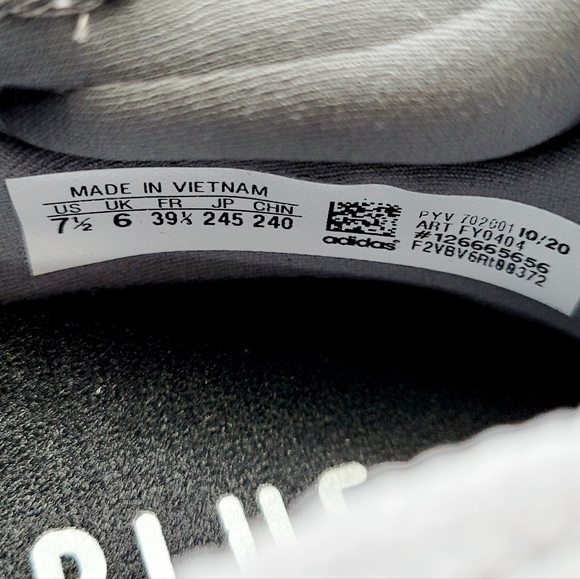 MADE IN VIETNAM
US UK FR JP CHN
7½ 6 39⅓ 245 240
adidas
PYV 702001 10/20
ART FY0404
#126665656
F2VBV6Rt00372